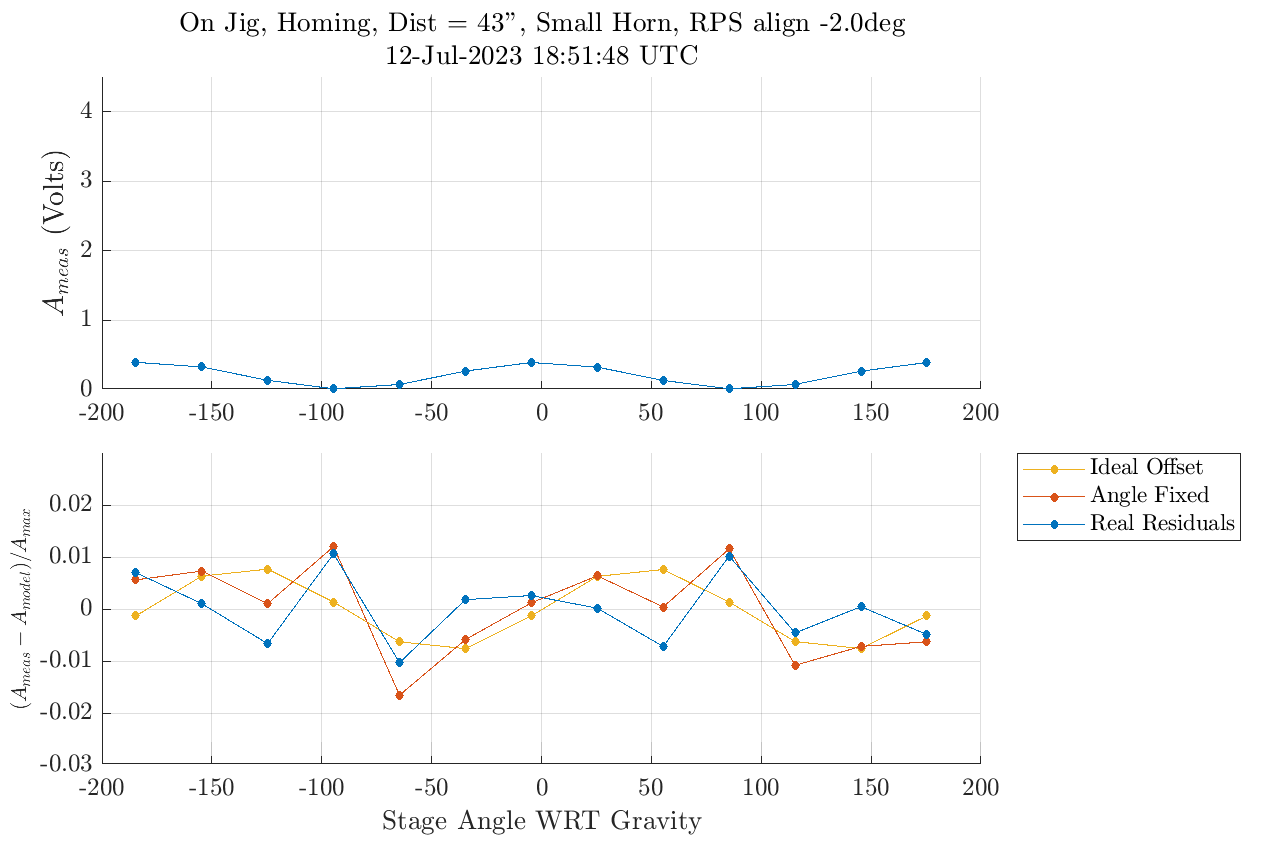 On Jig, Homing, Dist = 43”, Small Horn, RPS align -2.0deg
12-Jul-2023 18:51:48 UTC
A_meas (Volts)
4
3
2
1
0
-200 -150 -100 -50 0 50 100 150 200
(A_meas − A_model)/A_max
0.02
0.01
0
-0.01
-0.02
-0.03
-200 -150 -100 -50 0 50 100 150 200
Stage Angle WRT Gravity
Ideal Offset
Angle Fixed
Real Residuals